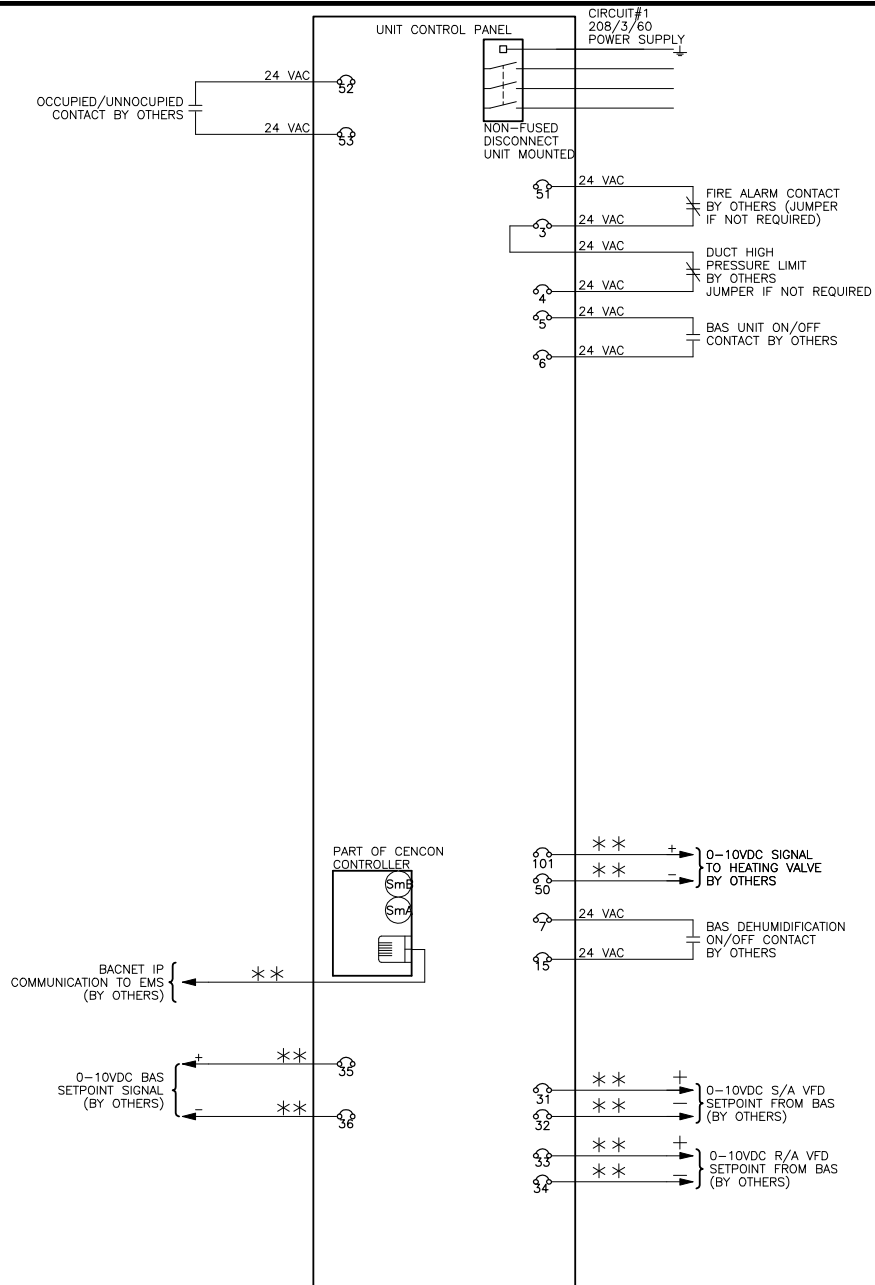 UNIT CONTROL PANEL
CIRCUIT#1
208/3/60
POWER SUPPLY
24 VAC
52
OCCUPIED/UNNOCUPIED
CONTACT BY OTHERS
24 VAC
53
NON-FUSED
DISCONNECT
UNIT MOUNTED
51
24 VAC
FIRE ALARM CONTACT
BY OTHERS (JUMPER
IF NOT REQUIRED)
3
24 VAC
24 VAC
DUCT HIGH
PRESSURE LIMIT
BY OTHERS
JUMPER IF NOT REQUIRED
4
24 VAC
5
24 VAC
BAS UNIT ON/OFF
CONTACT BY OTHERS
6
24 VAC
PART OF CENCON
CONTROLLER
SmB
SmA
101
** +
0-10VDC SIGNAL
TO HEATING VALVE
BY OTHERS
50
** -
7
24 VAC
BAS DEHUMIDIFICATION
ON/OFF CONTACT
BY OTHERS
15
24 VAC
BACNET IP
COMMUNICATION TO EMS
(BY OTHERS)
**
+ **
35
0-10VDC BAS
SETPOINT SIGNAL
(BY OTHERS)
- **
36
31
** +
0-10VDC S/A VFD
SETPOINT FROM BAS
(BY OTHERS)
32
** -
33
** +
0-10VDC R/A VFD
SETPOINT FROM BAS
(BY OTHERS)
34
** -